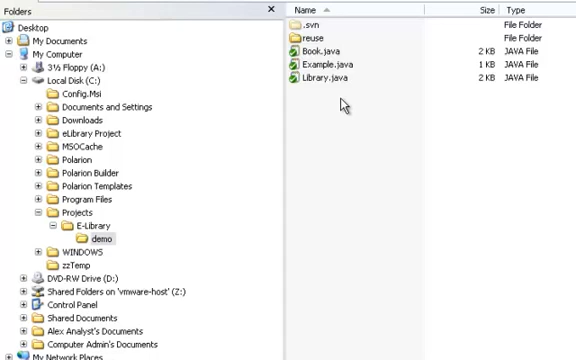 Folders
Desktop
My Documents
My Computer
3½ Floppy (A:)
Local Disk (C:)
Config.Msi
Documents and Settings
Downloads
eLibrary Project
MSOCache
Polarion
Polarion Builder
Polarion Templates
Program Files
Projects
E-Library
demo
WINDOWS
zzTemp
DVD-RW Drive (D:)
Shared Folders on 'vmware-host' (Z:)
Control Panel
Shared Documents
Alex Analyst's Documents
Computer Admin's Documents
My Network Places
Name Size Type
.svn File Folder
reuse File Folder
Book.java 2 KB JAVA File
Example.java 1 KB JAVA File
Library.java 2 KB JAVA File